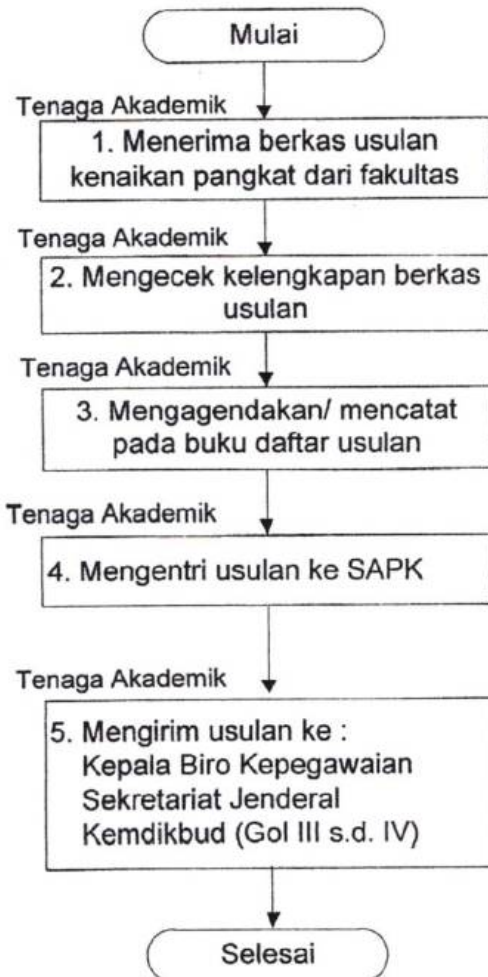 Mulai
Tenaga Akademik
1. Menerima berkas usulan
kenaikan pangkat dari fakultas
Tenaga Akademik
2. Mengecek kelengkapan berkas
usulan
Tenaga Akademik
3. Mengagendakan/ mencatat
pada buku daftar usulan
Tenaga Akademik
4. Mengentri usulan ke SAPK
Tenaga Akademik
5. Mengirim usulan ke :
Kepala Biro Kepegawaian
Sekretariat Jenderal
Kemdikbud (Gol III s.d. IV)
Selesai